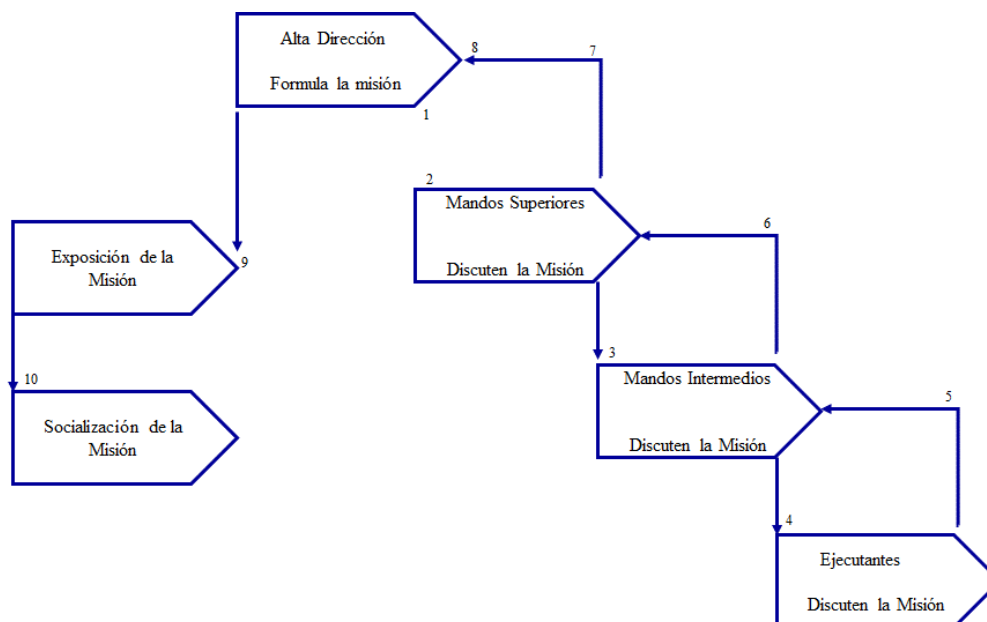 Alta Dirección
Formula la misión
1
8
7
2
Mandos Superiores
Discuten la Misión
6
Exposición de la
Misión
9
3
Mandos Intermedios
Discuten la Misión
5
10
Socialización de la
Misión
4
Ejecutantes
Discuten la Misión